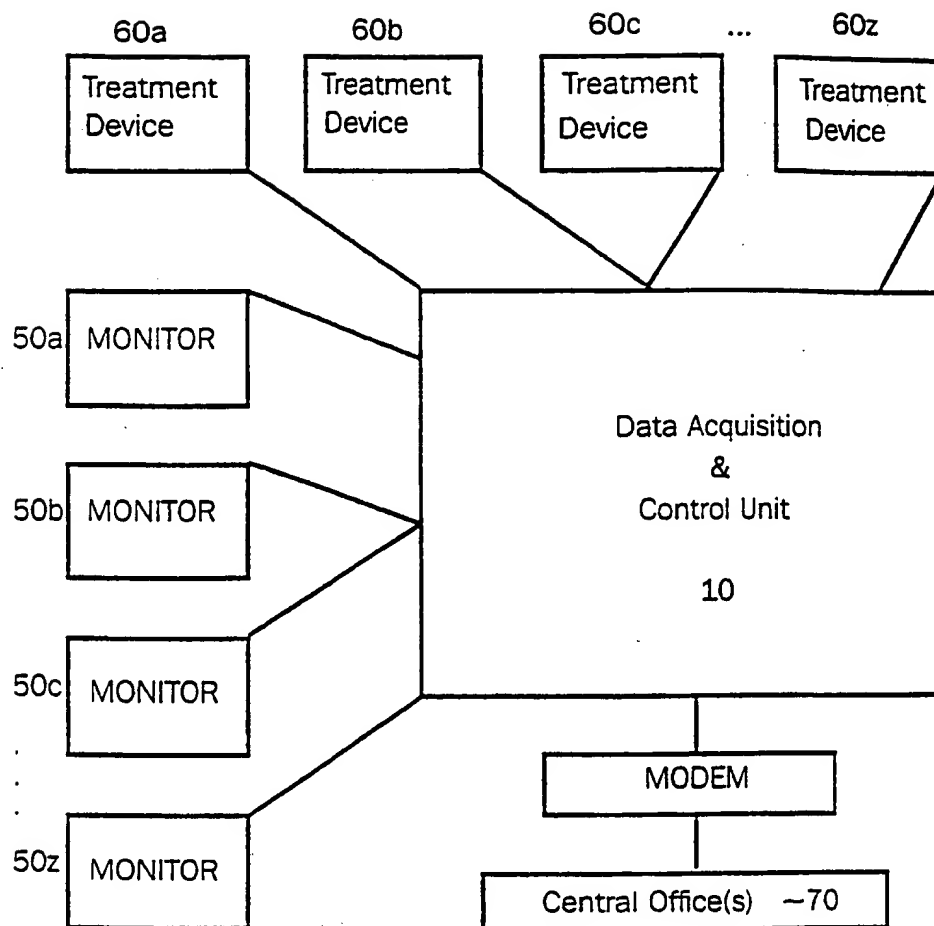 60a 60b 60c ... 60z
Treatment Device
Treatment Device
Treatment Device
Treatment Device
50a MONITOR
50b MONITOR
50c MONITOR
50z MONITOR
Data Acquisition
&
Control Unit
10
MODEM
Central Office(s) ~70